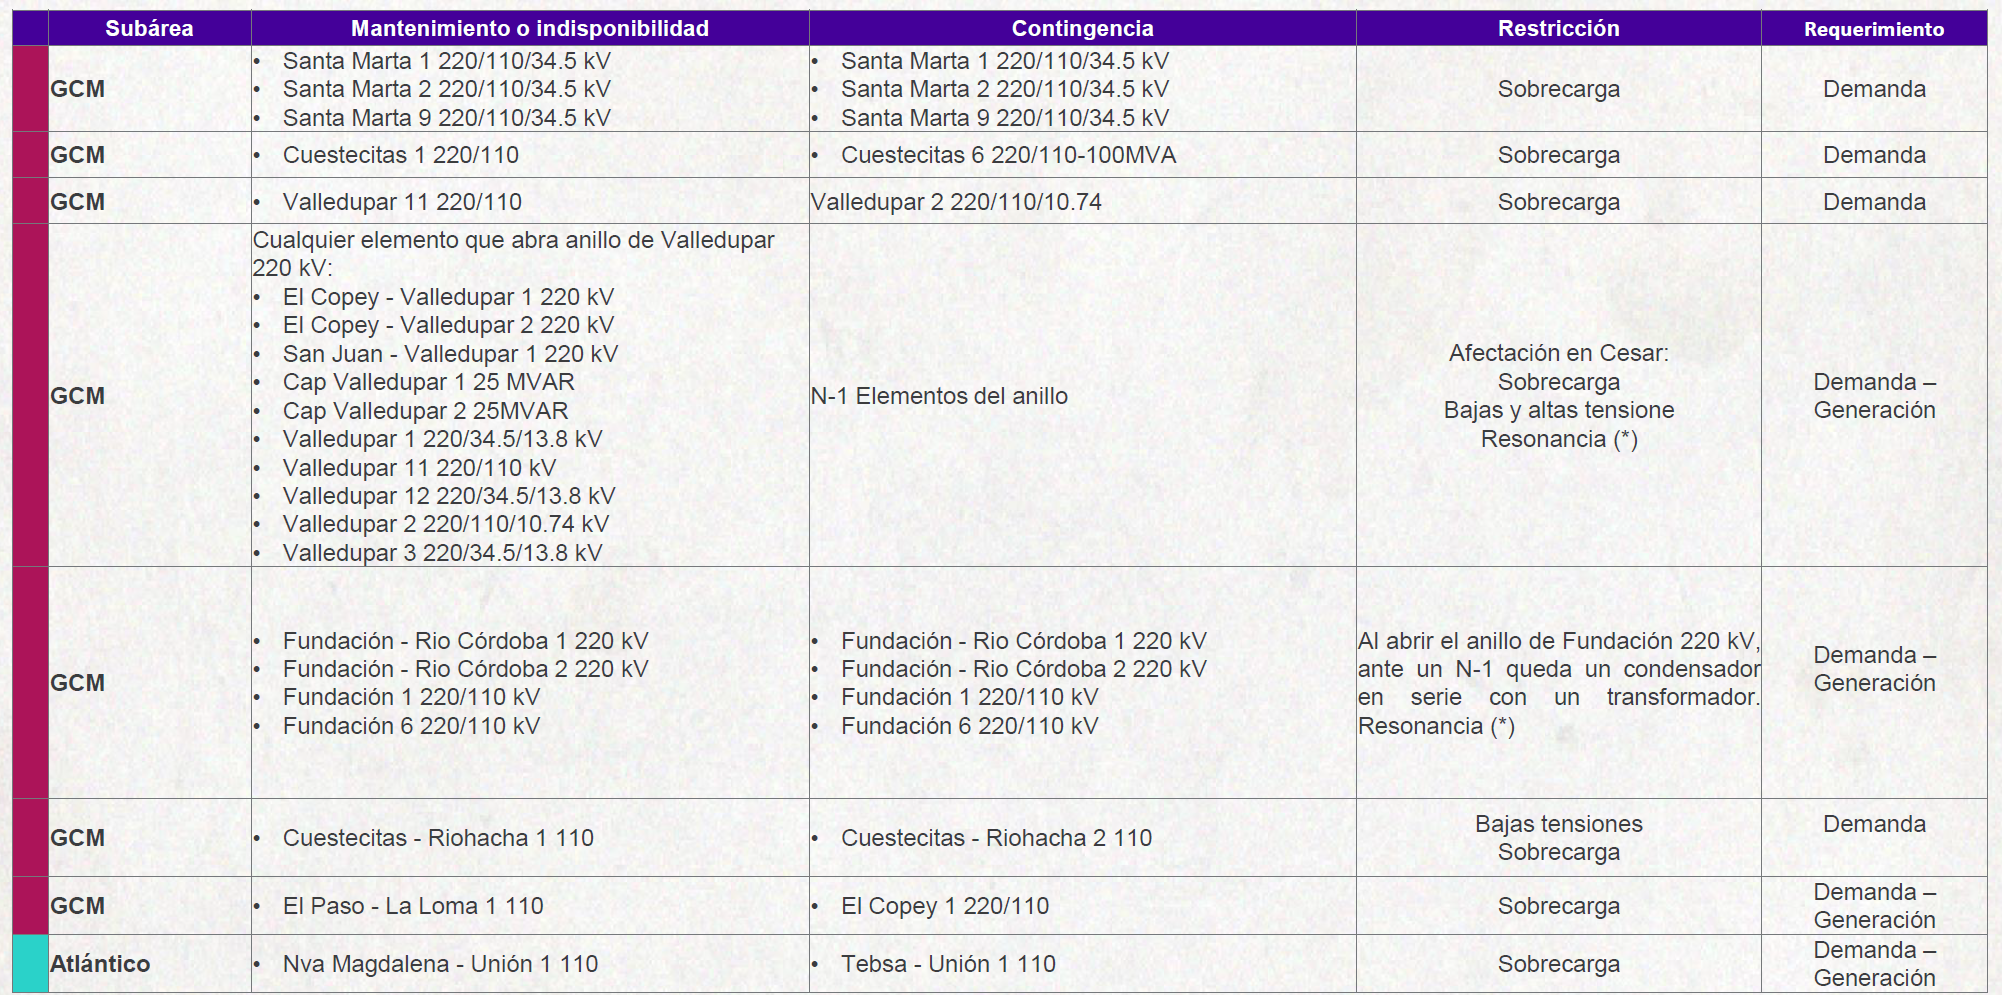 Subárea Mantenimiento o indisponibilidad Contingencia Restricción Requerimiento
GCM
• Santa Marta 1 220/110/34.5 kV
• Santa Marta 2 220/110/34.5 kV
• Santa Marta 9 220/110/34.5 kV
• Santa Marta 1 220/110/34.5 kV
• Santa Marta 2 220/110/34.5 kV
• Santa Marta 9 220/110/34.5 kV
Sobrecarga
Demanda
GCM
• Cuestecitas 1 220/110
• Cuestecitas 6 220/110-100MVA
Sobrecarga
Demanda
GCM
• Valledupar 11 220/110
Valledupar 2 220/110/10.74
Sobrecarga
Demanda
GCM
Cualquier elemento que abra anillo de Valledupar
220 kV:
• El Copey - Valledupar 1 220 kV
• El Copey - Valledupar 2 220 kV
• San Juan - Valledupar 1 220 kV
• Cap Valledupar 1 25 MVAR
• Cap Valledupar 2 25MVAR
• Valledupar 1 220/34.5/13.8 kV
• Valledupar 11 220/110 kV
• Valledupar 12 220/34.5/13.8 kV
• Valledupar 2 220/110/10.74 kV
• Valledupar 3 220/34.5/13.8 kV
N-1 Elementos del anillo
Afectación en Cesar:
Sobrecarga
Bajas y altas tensione
Resonancia (*)
Demanda –
Generación
GCM
• Fundación - Rio Córdoba 1 220 kV
• Fundación - Rio Córdoba 2 220 kV
• Fundación 1 220/110 kV
• Fundación 6 220/110 kV
• Fundación - Rio Córdoba 1 220 kV
• Fundación - Rio Córdoba 2 220 kV
• Fundación 1 220/110 kV
• Fundación 6 220/110 kV
Al abrir el anillo de Fundación 220 kV,
ante un N-1 queda un condensador
en serie con un transformador.
Resonancia (*)
Demanda –
Generación
GCM
• Cuestecitas - Riohacha 1 110
• Cuestecitas - Riohacha 2 110
Bajas tensiones
Sobrecarga
Demanda
GCM
• El Paso - La Loma 1 110
• El Copey 1 220/110
Sobrecarga
Demanda –
Generación
Atlántico
• Nva Magdalena - Unión 1 110
• Tebsa - Unión 1 110
Sobrecarga
Demanda –
Generación